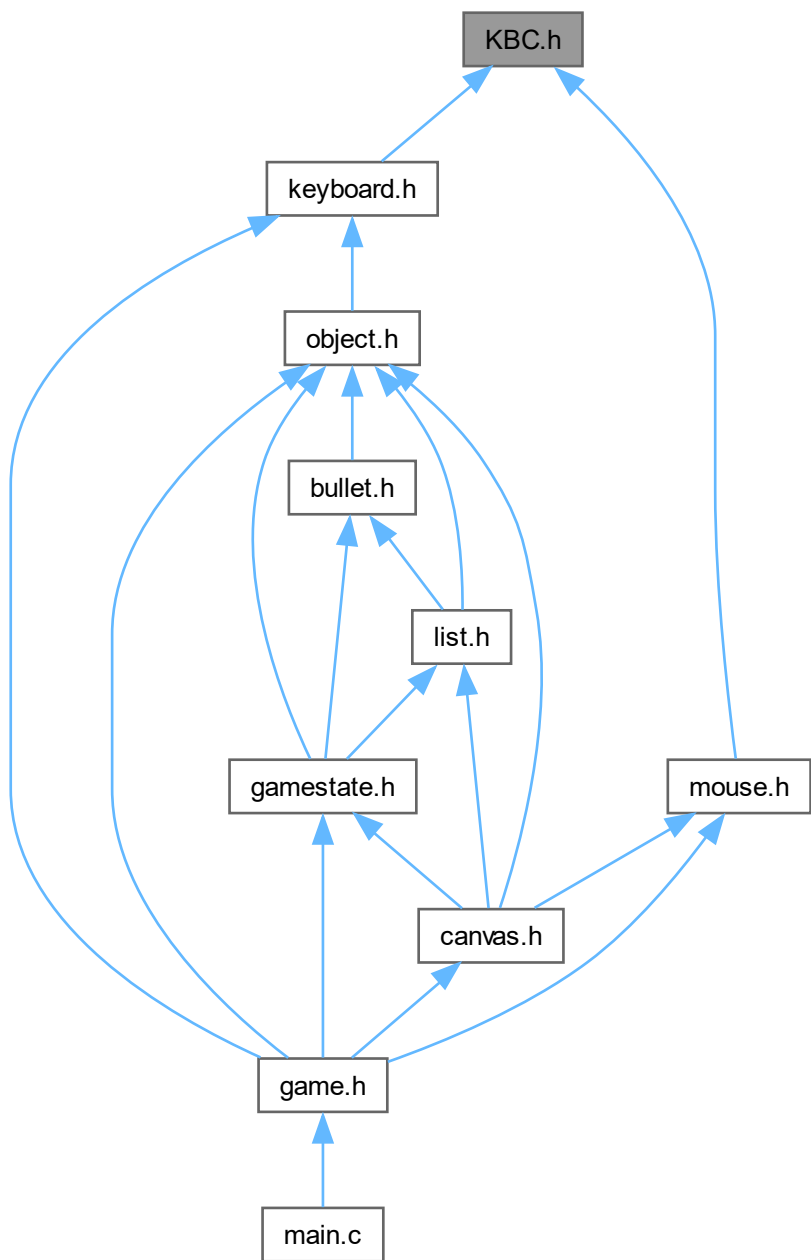 KBC.h
keyboard.h
object.h
bullet.h
list.h
gamestate.h
mouse.h
canvas.h
game.h
main.c